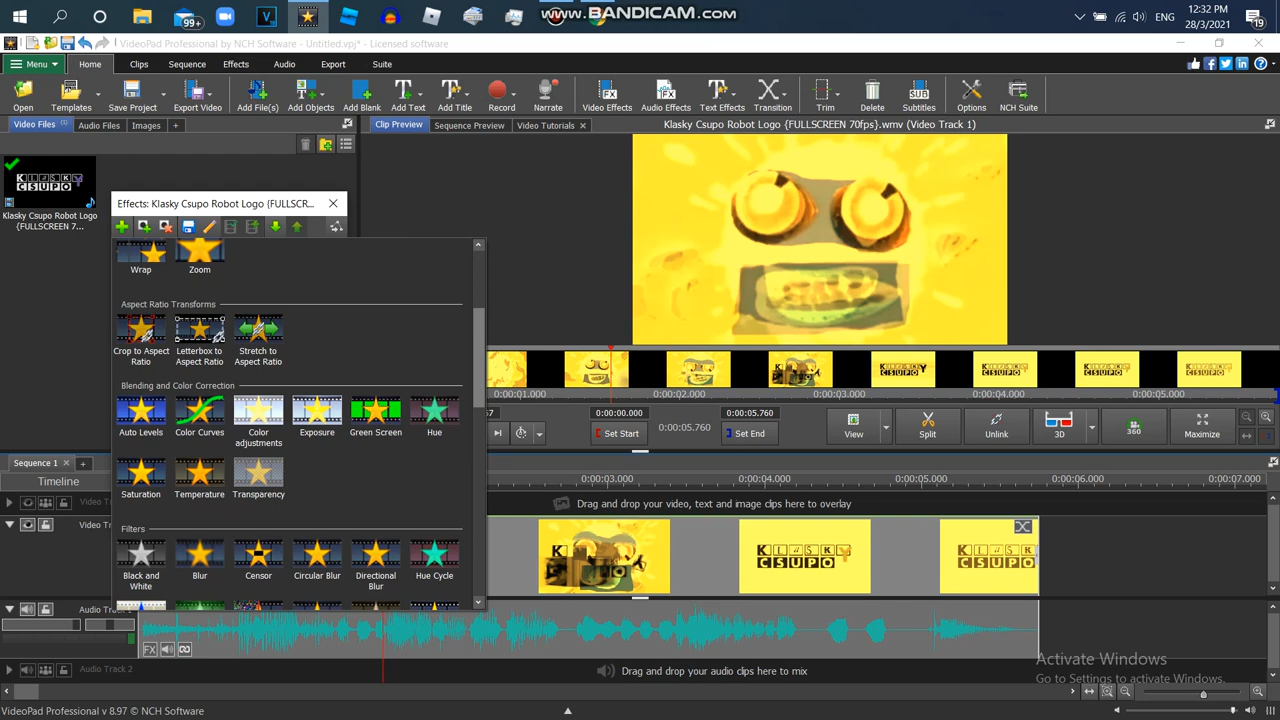 99+
www.BANDICAM.com
ENG
12:32 PM
28/3/2021
19
VideoPad Professional by NCH Software - Untitled.vpj* - Licensed software
Menu
Home
Clips
Sequence
Effects
Audio
Export
Suite
Open
Templates
Save Project
Export Video
Add File(s)
Add Objects
Add Blank
Add Text
Add Title
Record
Narrate
Video Effects
Audio Effects
Text Effects
Transition
Trim
Delete
Subtitles
Options
NCH Suite
Video Files (1)
Audio Files
Images
+
Clip Preview
Sequence Preview
Video Tutorials
Klasky Csupo Robot Logo {FULLSCREEN 70fps}.wmv (Video Track 1)
KLASKY
CSUPO
Klasky Csupo Robot Logo
{FULLSCREEN 7...
Effects: Klasky Csupo Robot Logo {FULLSCR...
Wrap
Zoom
Aspect Ratio Transforms
Crop to Aspect
Ratio
Letterbox to
Aspect Ratio
Stretch to
Aspect Ratio
Blending and Color Correction
Auto Levels
Color Curves
Color
adjustments
Exposure
Green Screen
Hue
Saturation
Temperature
Transparency
Filters
Black and
White
Blur
Censor
Circular Blur
Directional
Blur
Hue Cycle
0:00:01.000
0:00:02.000
0:00:03.000
0:00:04.000
0:00:05.000
0:00:00.000
Set Start
0:00:05.760
0:00:05.760
Set End
View
Split
Unlink
3D
360
Maximize
Sequence 1
+
Timeline
0:00:03.000
0:00:04.000
0:00:05.000
0:00:06.000
0:00:07.000
Drag and drop your video, text and image clips here to overlay
KLASKY
CSUPO
KLASKY
CSUPO
FX
Audio Track 2
Drag and drop your audio clips here to mix
Activate Windows
Go to Settings to activate Windows.
VideoPad Professional v 8.97 © NCH Software